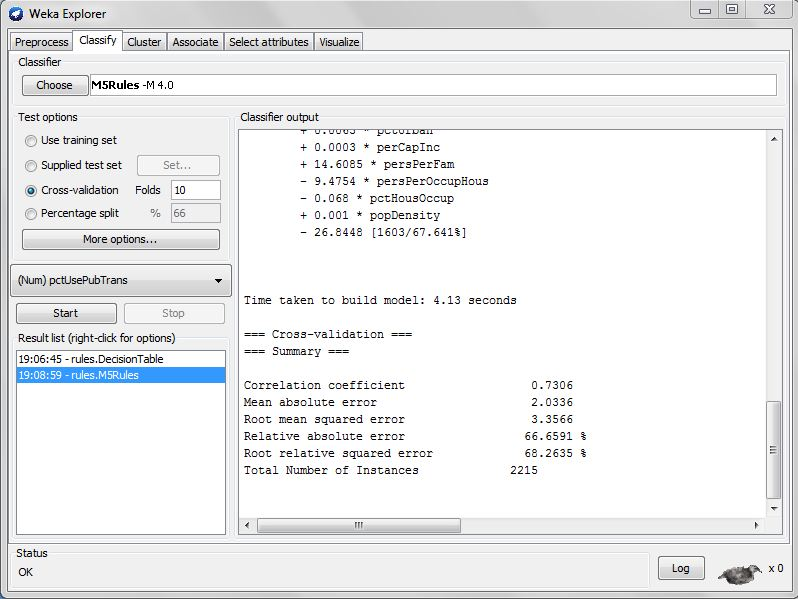 Weka Explorer
Preprocess Classify Cluster Associate Select attributes Visualize
Classifier
Choose M5Rules -M 4.0
Test options
Use training set
Supplied test set Set...
Cross-validation Folds 10
Percentage split % 66
More options...
(Num) pctUsePubTrans
Start Stop
Result list (right-click for options)
19:06:45 - rules.DecisionTable
19:08:59 - rules.M5Rules
Classifier output
+ 0.0003 * perCapInc
+ 14.6085 * persPerFam
- 9.4754 * persPerOccupHous
- 0.068 * pctHousOccup
+ 0.001 * popDensity
- 26.8448 [1603/67.641%]
Time taken to build model: 4.13 seconds
=== Cross-validation ===
=== Summary ===
Correlation coefficient 0.7306
Mean absolute error 2.0336
Root mean squared error 3.3566
Relative absolute error 66.6591 %
Root relative squared error 68.2635 %
Total Number of Instances 2215
Status
OK
Log
x 0